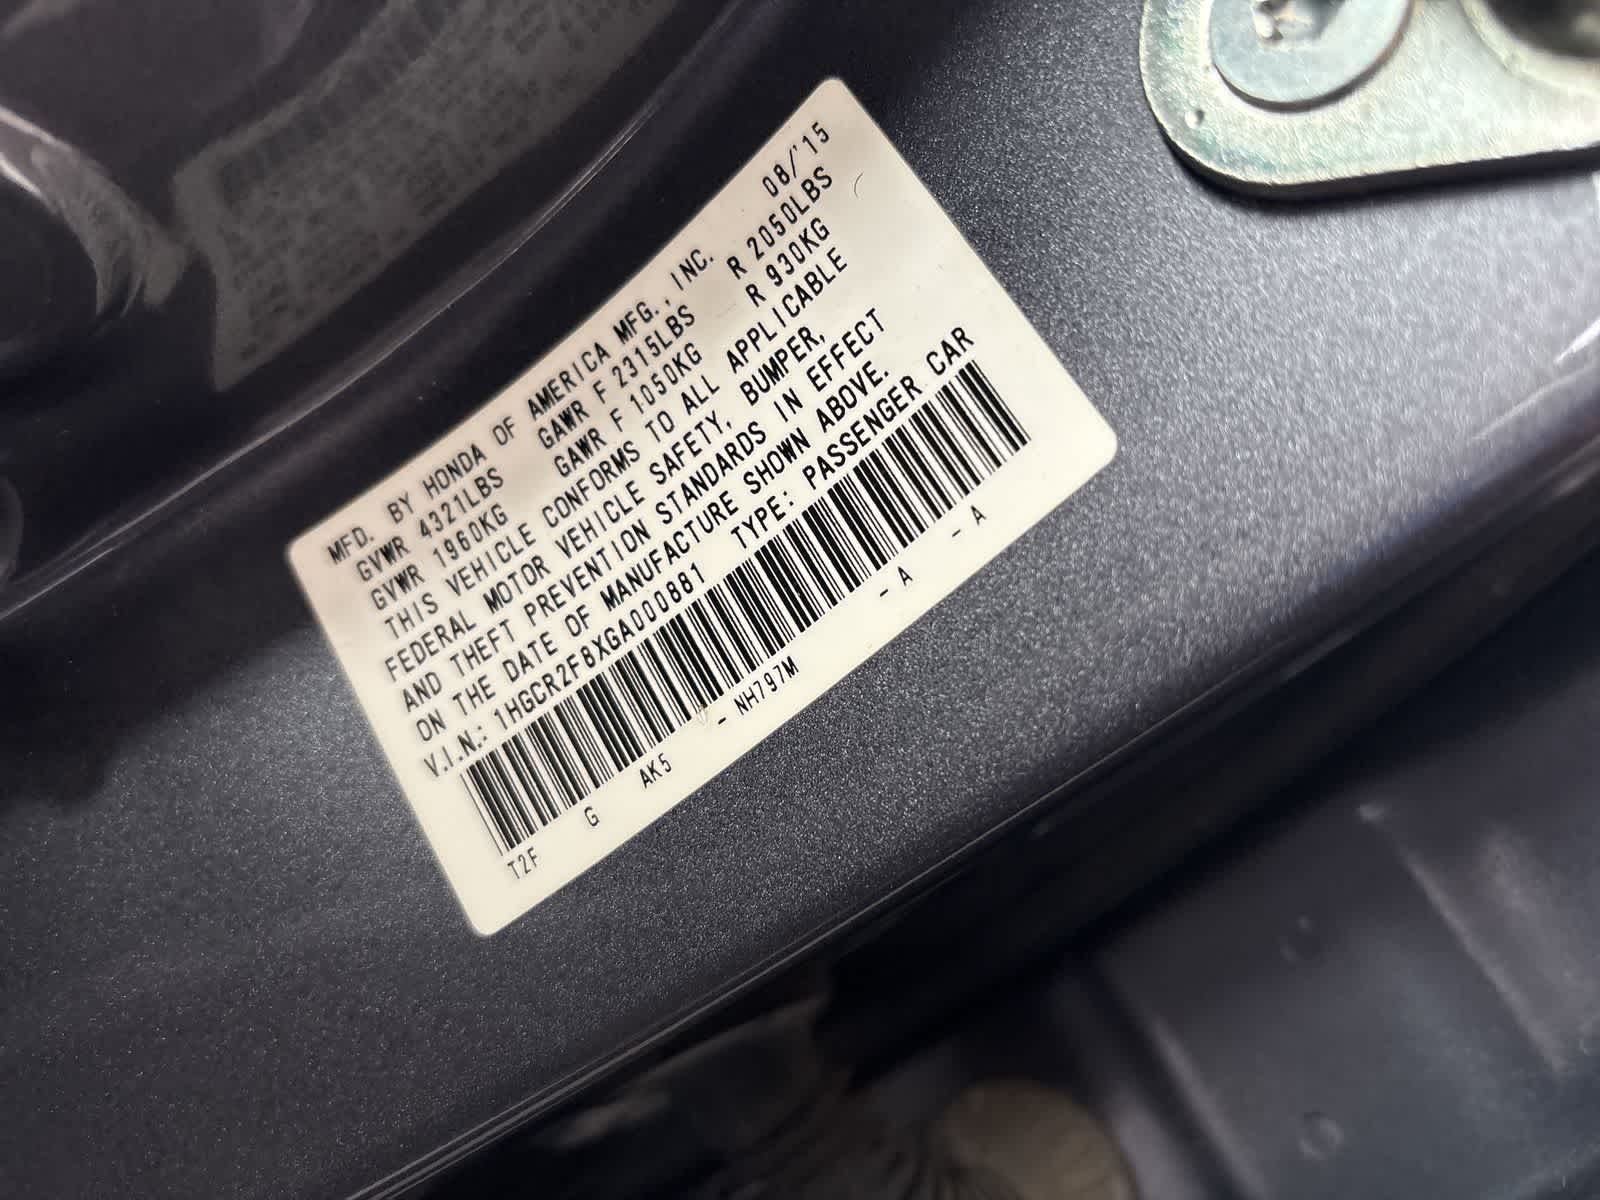 MFD. BY HONDA OF AMERICA MFG., INC. 08/'15
GVWR 4321LBS GAWR F 2315LBS R 2050LBS
GVWR 1960KG GAWR F 1050KG R 930KG
THIS VEHICLE CONFORMS TO ALL APPLICABLE
FEDERAL MOTOR VEHICLE SAFETY, BUMPER,
AND THEFT PREVENTION STANDARDS IN EFFECT
ON THE DATE OF MANUFACTURE SHOWN ABOVE.
V.I.N.: 1HGCR2F8XGA000881 TYPE: PASSENGER CAR
T2F G AK5 - NH797M - A - A